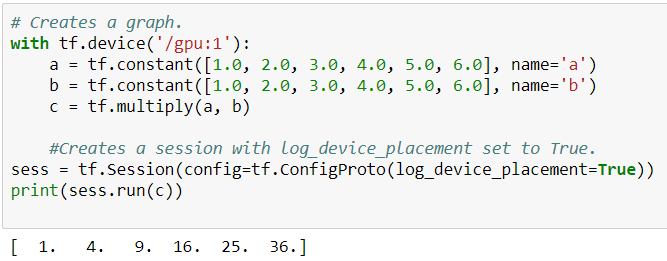 # Creates a graph.
with tf.device('/gpu:1'):
    a = tf.constant([1.0, 2.0, 3.0, 4.0, 5.0, 6.0], name='a')
    b = tf.constant([1.0, 2.0, 3.0, 4.0, 5.0, 6.0], name='b')
    c = tf.multiply(a, b)
    #Creates a session with log_device_placement set to True.
sess = tf.Session(config=tf.ConfigProto(log_device_placement=True))
print(sess.run(c))
[  1.   4.   9.  16.  25.  36.]